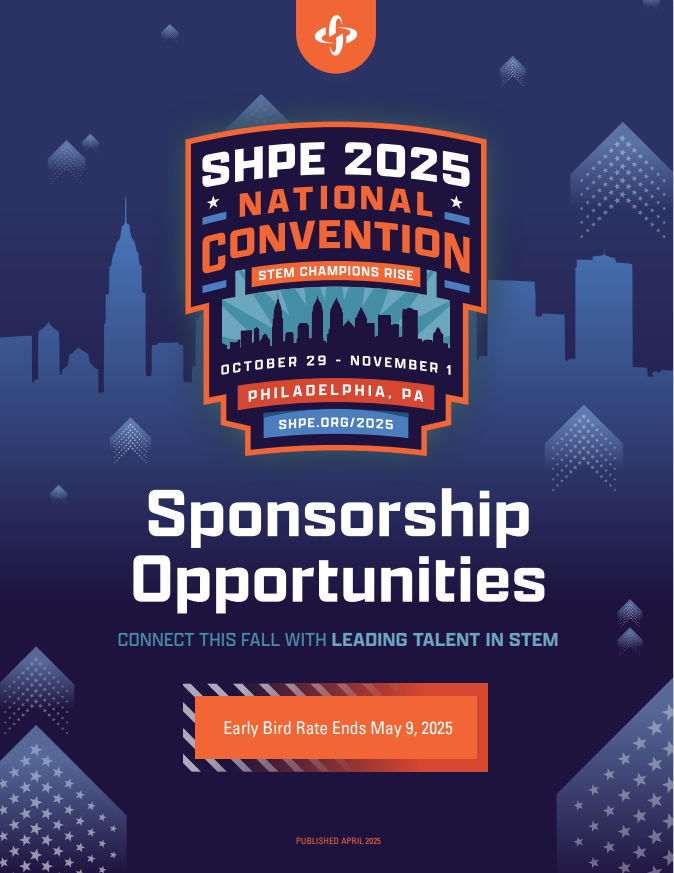 SHPE 2025
NATIONAL
CONVENTION
STEM CHAMPIONS RISE
OCTOBER 29 - NOVEMBER 1
PHILADELPHIA, PA
SHPE.ORG/2025
Sponsorship
Opportunities
CONNECT THIS FALL WITH LEADING TALENT IN STEM
Early Bird Rate Ends May 9, 2025
PUBLISHED APRIL 2025